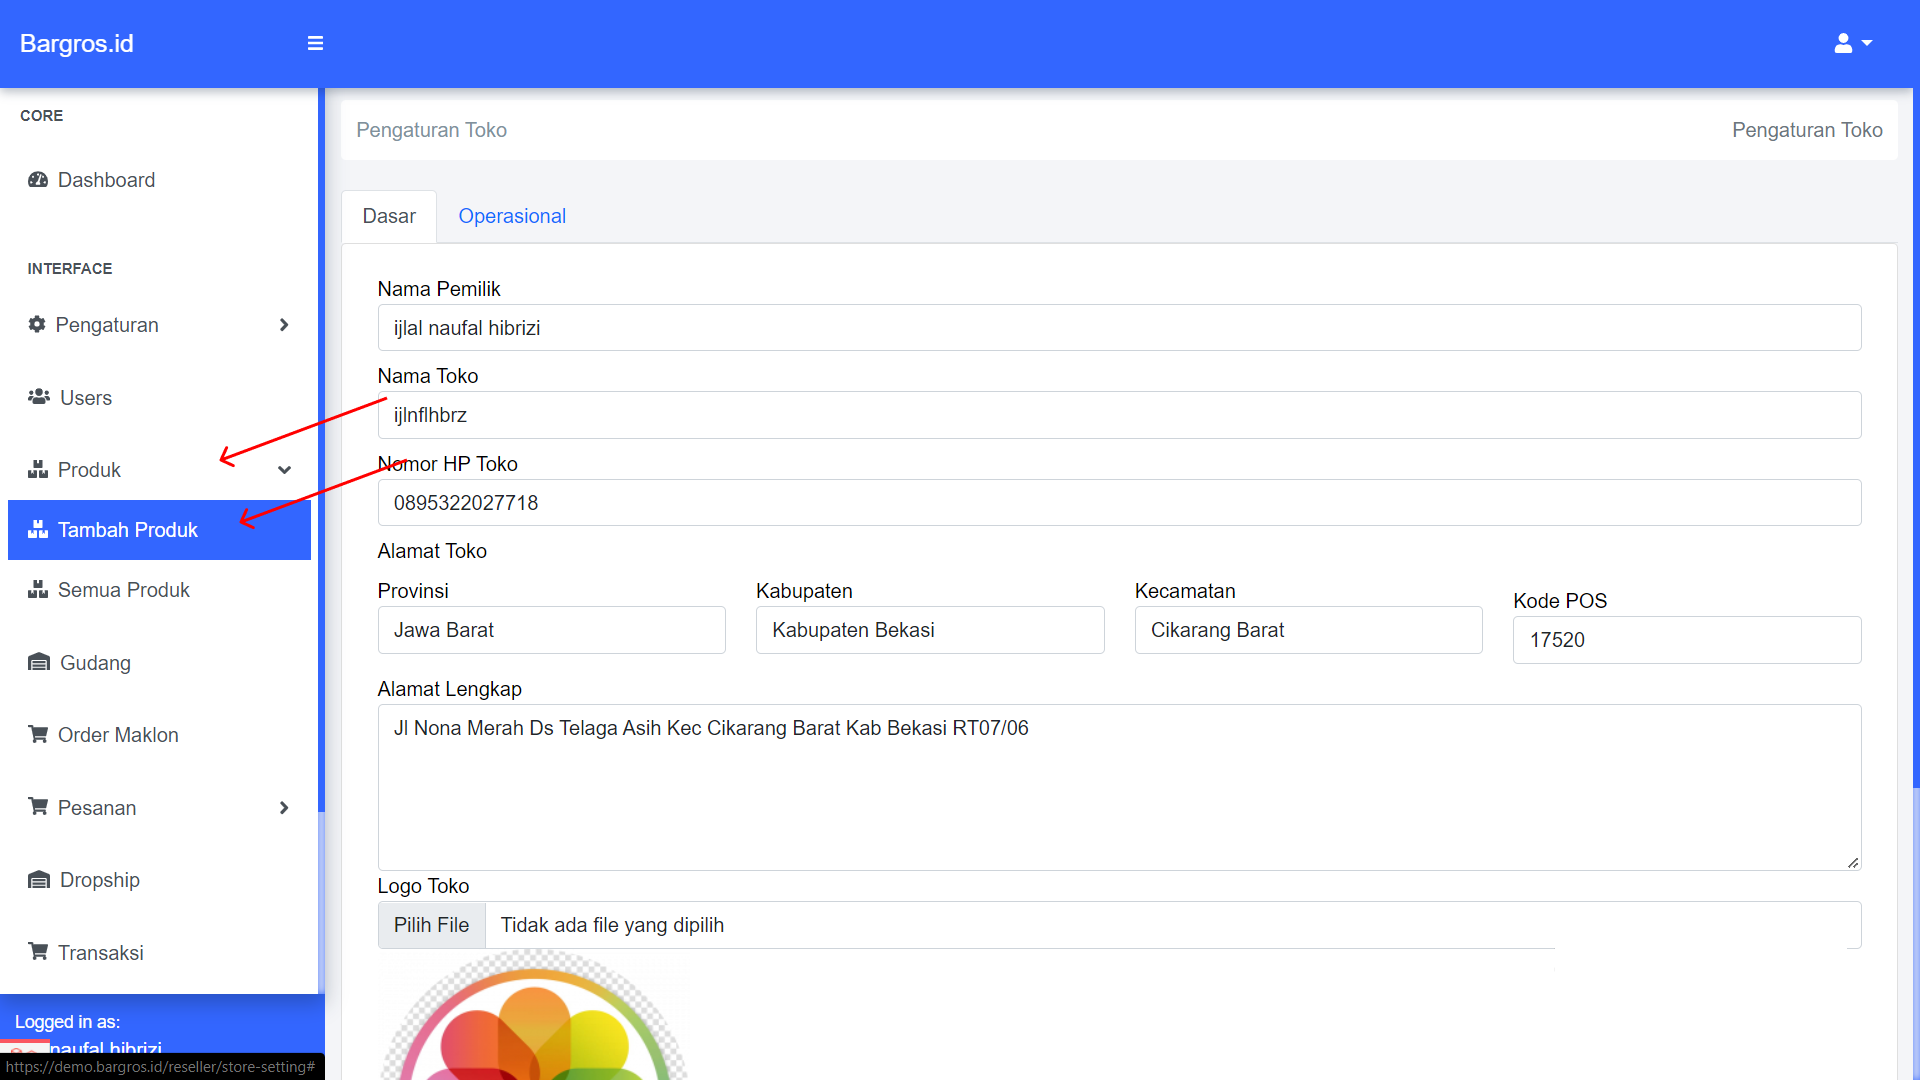 Bargros.id
CORE
Dashboard
INTERFACE
Pengaturan
Users
Produk
Tambah Produk
Semua Produk
Gudang
Order Maklon
Pesanan
Dropship
Transaksi
Logged in as:
naufal hibrizi
https://demo.bargros.id/reseller/store-setting#
Pengaturan Toko
Pengaturan Toko
Dasar
Operasional
Nama Pemilik
ijlal naufal hibrizi
Nama Toko
ijlnflhbrz
Nomor HP Toko
0895322027718
Alamat Toko
Provinsi
Jawa Barat
Kabupaten
Kabupaten Bekasi
Kecamatan
Cikarang Barat
Kode POS
17520
Alamat Lengkap
Jl Nona Merah Ds Telaga Asih Kec Cikarang Barat Kab Bekasi RT07/06
Logo Toko
Pilih File
Tidak ada file yang dipilih